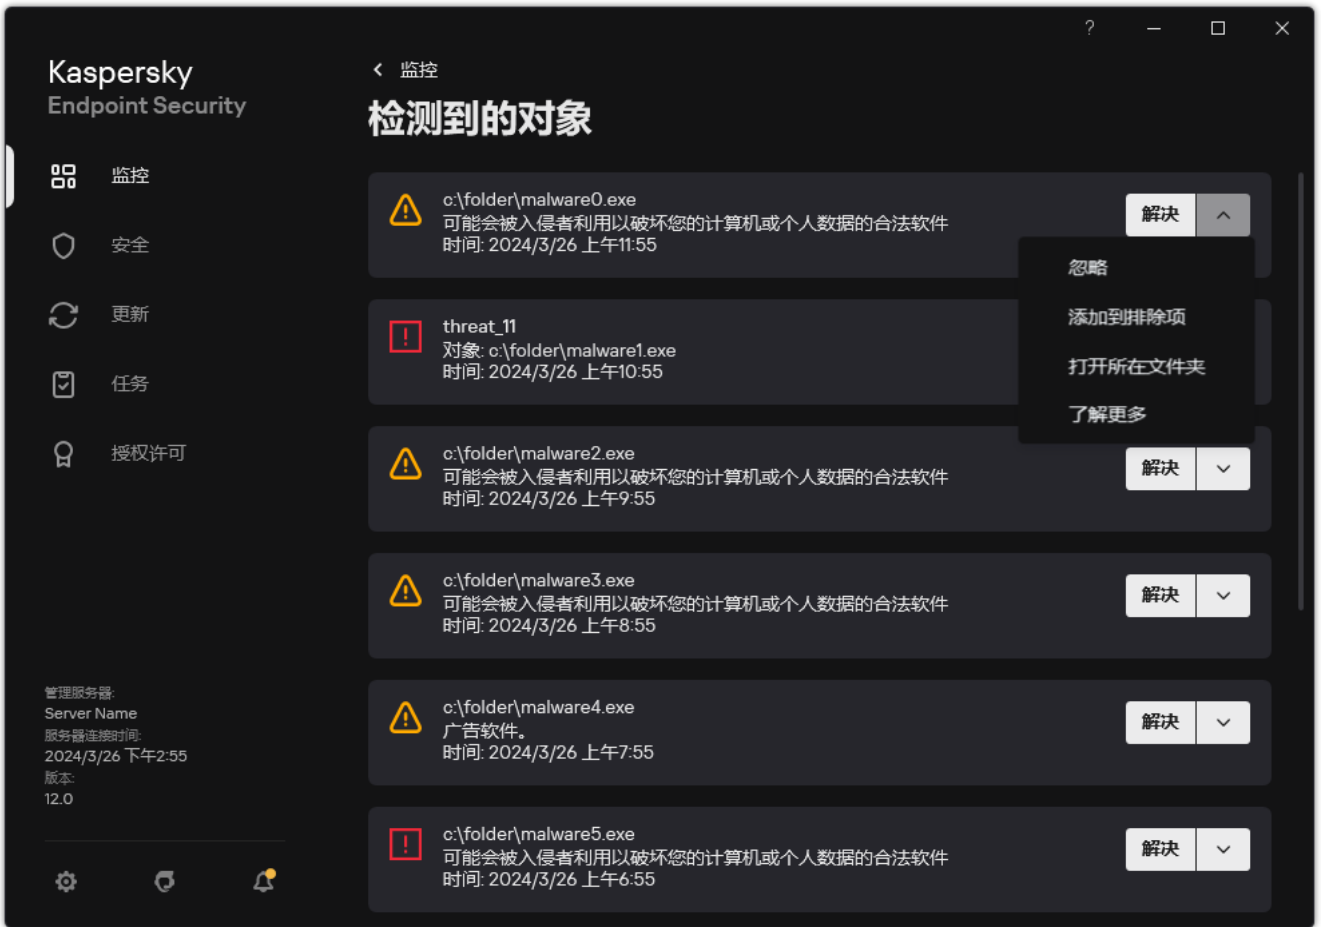 Kaspersky
Endpoint Security
监控
安全
更新
任务
授权许可
管理服务器:
Server Name
服务器连接时间:
2024/3/26 下午2:55
版本:
12.0
?
监控
检测到的对象
c:\folder\malware0.exe
可能会被入侵者利用以破坏您的计算机或个人数据的合法软件
时间: 2024/3/26 上午11:55
解决
忽略
添加到排除项
打开所在文件夹
了解更多
threat_11
对象: c:\folder\malware1.exe
时间: 2024/3/26 上午10:55
c:\folder\malware2.exe
可能会被入侵者利用以破坏您的计算机或个人数据的合法软件
时间: 2024/3/26 上午9:55
解决
c:\folder\malware3.exe
可能会被入侵者利用以破坏您的计算机或个人数据的合法软件
时间: 2024/3/26 上午8:55
解决
c:\folder\malware4.exe
广告软件。
时间: 2024/3/26 上午7:55
解决
c:\folder\malware5.exe
可能会被入侵者利用以破坏您的计算机或个人数据的合法软件
时间: 2024/3/26 上午6:55
解决